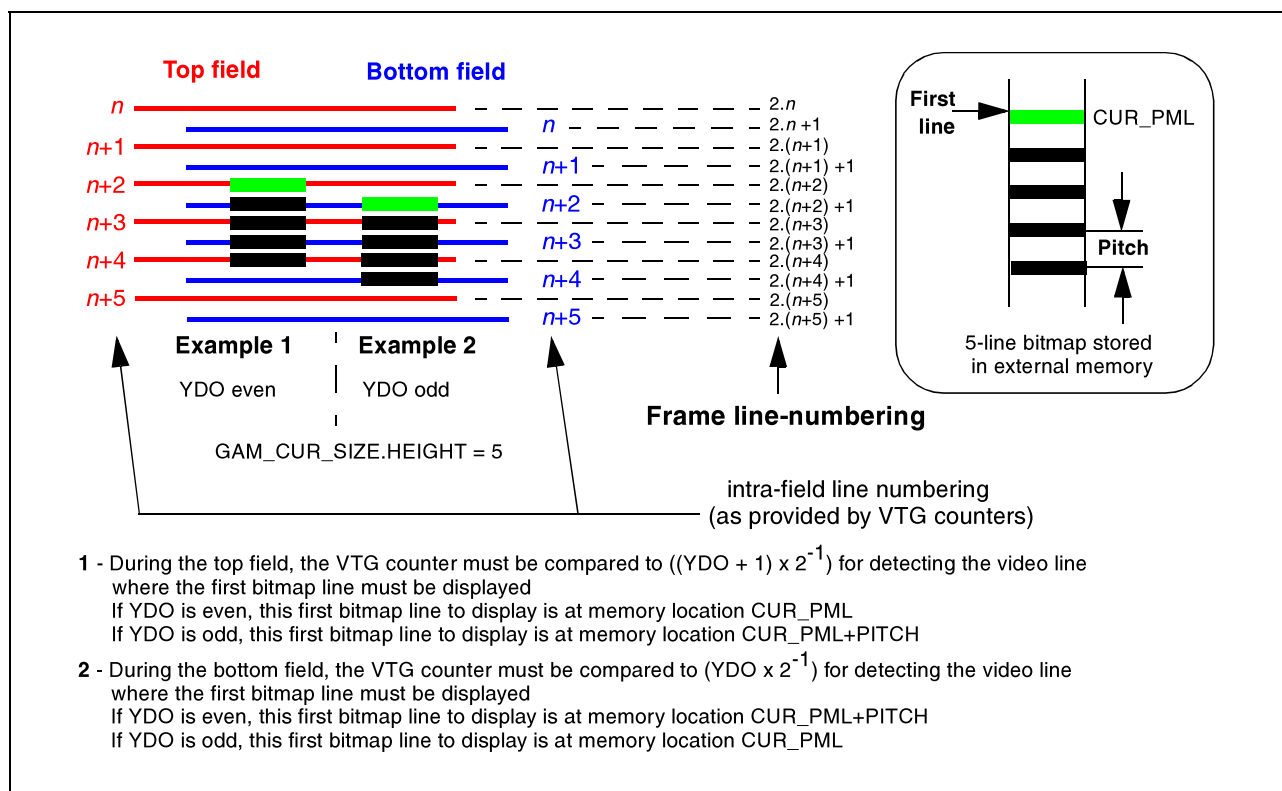 Top field
Bottom field
n
n+1
n+2
n+3
n+4
n+5
n
n+1
n+2
n+3
n+4
n+5
2.n
2.n +1
2.(n+1)
2.(n+1) +1
2.(n+2)
2.(n+2) +1
2.(n+3)
2.(n+3) +1
2.(n+4)
2.(n+4) +1
2.(n+5)
2.(n+5) +1
First
line
CUR_PML
Pitch
5-line bitmap stored
in external memory
Example 1
Example 2
YDO even
YDO odd
GAM_CUR_SIZE.HEIGHT = 5
Frame line-numbering
intra-field line numbering
(as provided by VTG counters)
1 - During the top field, the VTG counter must be compared to ((YDO + 1) x 2^-1) for detecting the video line
where the first bitmap line must be displayed
If YDO is even, this first bitmap line to display is at memory location CUR_PML
If YDO is odd, this first bitmap line to display is at memory location CUR_PML+PITCH
2 - During the bottom field, the VTG counter must be compared to (YDO x 2^-1) for detecting the video line
where the first bitmap line must be displayed
If YDO is even, this first bitmap line to display is at memory location CUR_PML+PITCH
If YDO is odd, this first bitmap line to display is at memory location CUR_PML